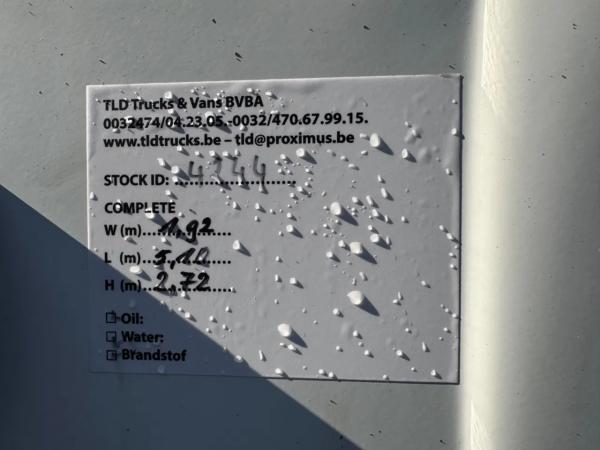 TLD Trucks & Vans BVBA
0032474/04.23.05.-0032/470.67.99.15.
www.tldtrucks.be – tld@proximus.be
STOCK ID: ...4344...
COMPLETE
W (m)...1,92...
L (m)...5,10...
H (m)...2,72...
□ Oil:
□ Water:
□ Brandstof